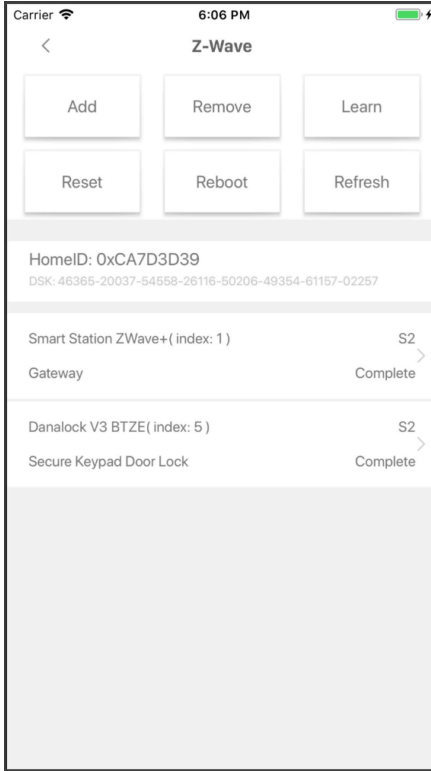 Carrier 6:06 PM
Z-Wave
Add Remove Learn
Reset Reboot Refresh
HomeID: 0xCA7D3D39
DSK: 46365-20037-54558-26116-50206-49354-61157-02257
Smart Station ZWave+( index: 1 ) S2
Gateway Complete
Danalock V3 BTZE( index: 5 ) S2
Secure Keypad Door Lock Complete